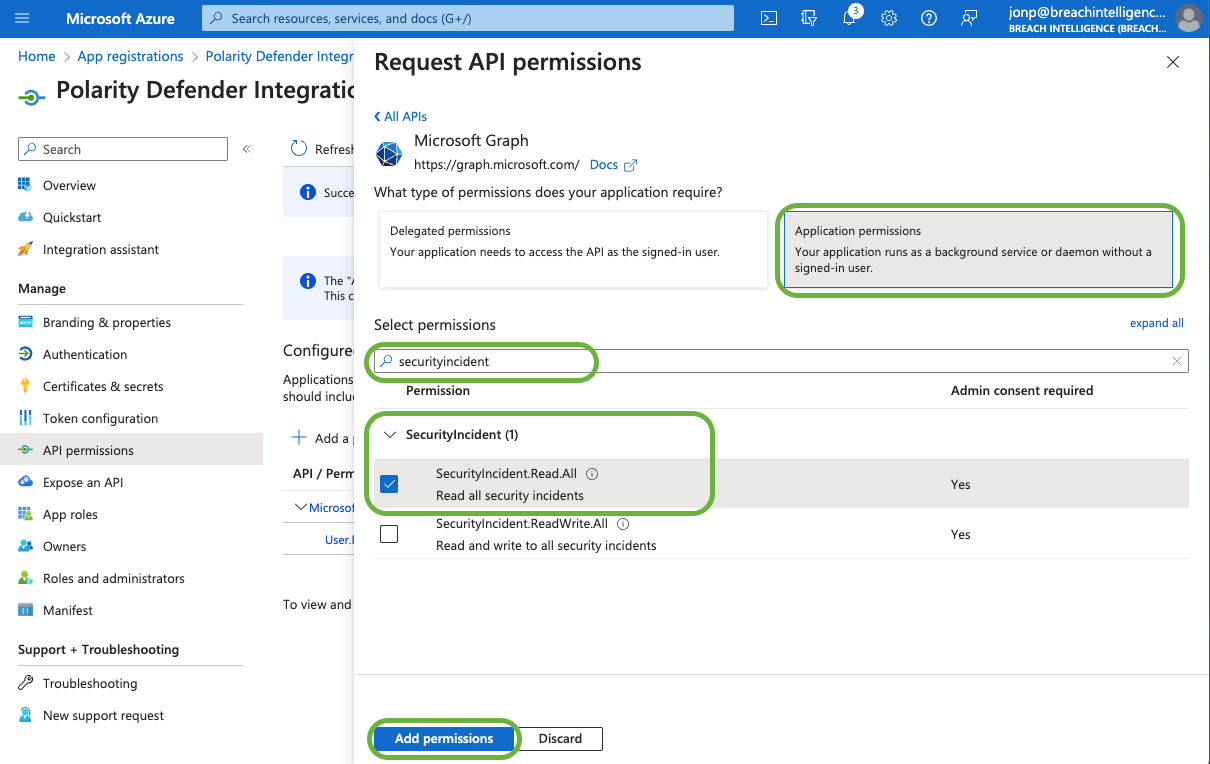 Microsoft Azure
Search resources, services, and docs (G+/)
3
jonp@breachintelligenc...
BREACH INTELLIGENCE (BREACH...
Home > App registrations > Polarity Defender Integr
Polarity Defender Integratio
Search
«
Overview
Quickstart
Integration assistant
Manage
Branding & properties
Authentication
Certificates & secrets
Token configuration
API permissions
Expose an API
App roles
Owners
Roles and administrators
Manifest
Support + Troubleshooting
Troubleshooting
New support request
Refresh
Succe
The "A
This c
Configured
Applications
should inclu
Add a p
API / Perm
Microsof
User.R
To view and
Request API permissions
All APIs
Microsoft Graph
https://graph.microsoft.com/ Docs
What type of permissions does your application require?
Delegated permissions
Your application needs to access the API as the signed-in user.
Application permissions
Your application runs as a background service or daemon without a
signed-in user.
Select permissions
expand all
securityincident
Permission
Admin consent required
SecurityIncident (1)
SecurityIncident.Read.All
Read all security incidents
Yes
SecurityIncident.ReadWrite.All
Read and write to all security incidents
Yes
Add permissions
Discard